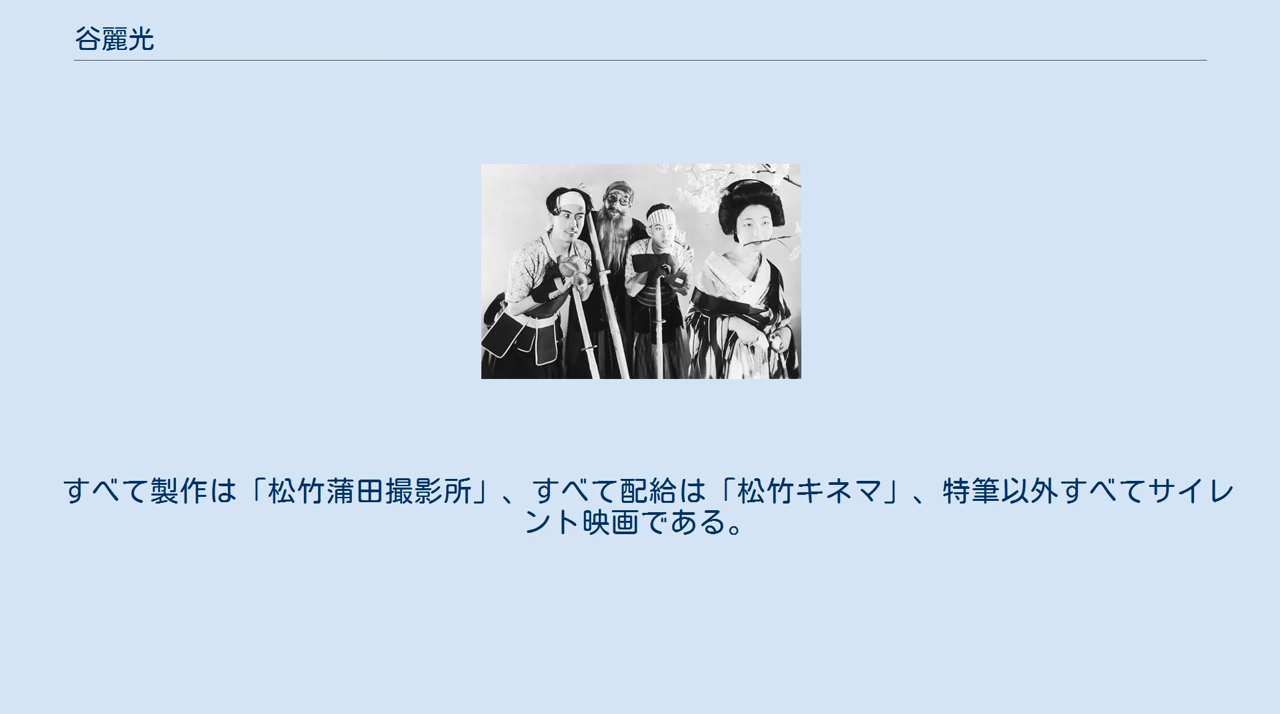 谷麗光
すべて製作は「松竹蒲田撮影所」、すべて配給は「松竹キネマ」、特筆以外すべてサイレ
ント映画である。